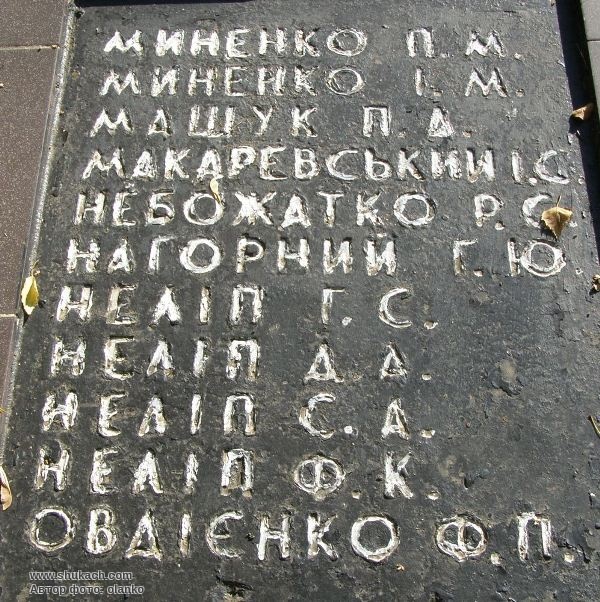 МИНЕНКО П. М.
МИНЕНКО І. М.
МАЩУК П. А.
МАКАРЕВСЬКИЙ І.С.
НЕБОЖАТКО Р. С.
НАГОРНИЙ Г. Ю.
НЕЛІП Г. С.
НЕЛІП Д. А.
НЕЛІП С. А.
НЕЛІП Ф. К.
ОВДІЄНКО Ф. П.
www.shukach.com
Автор фото: olanko